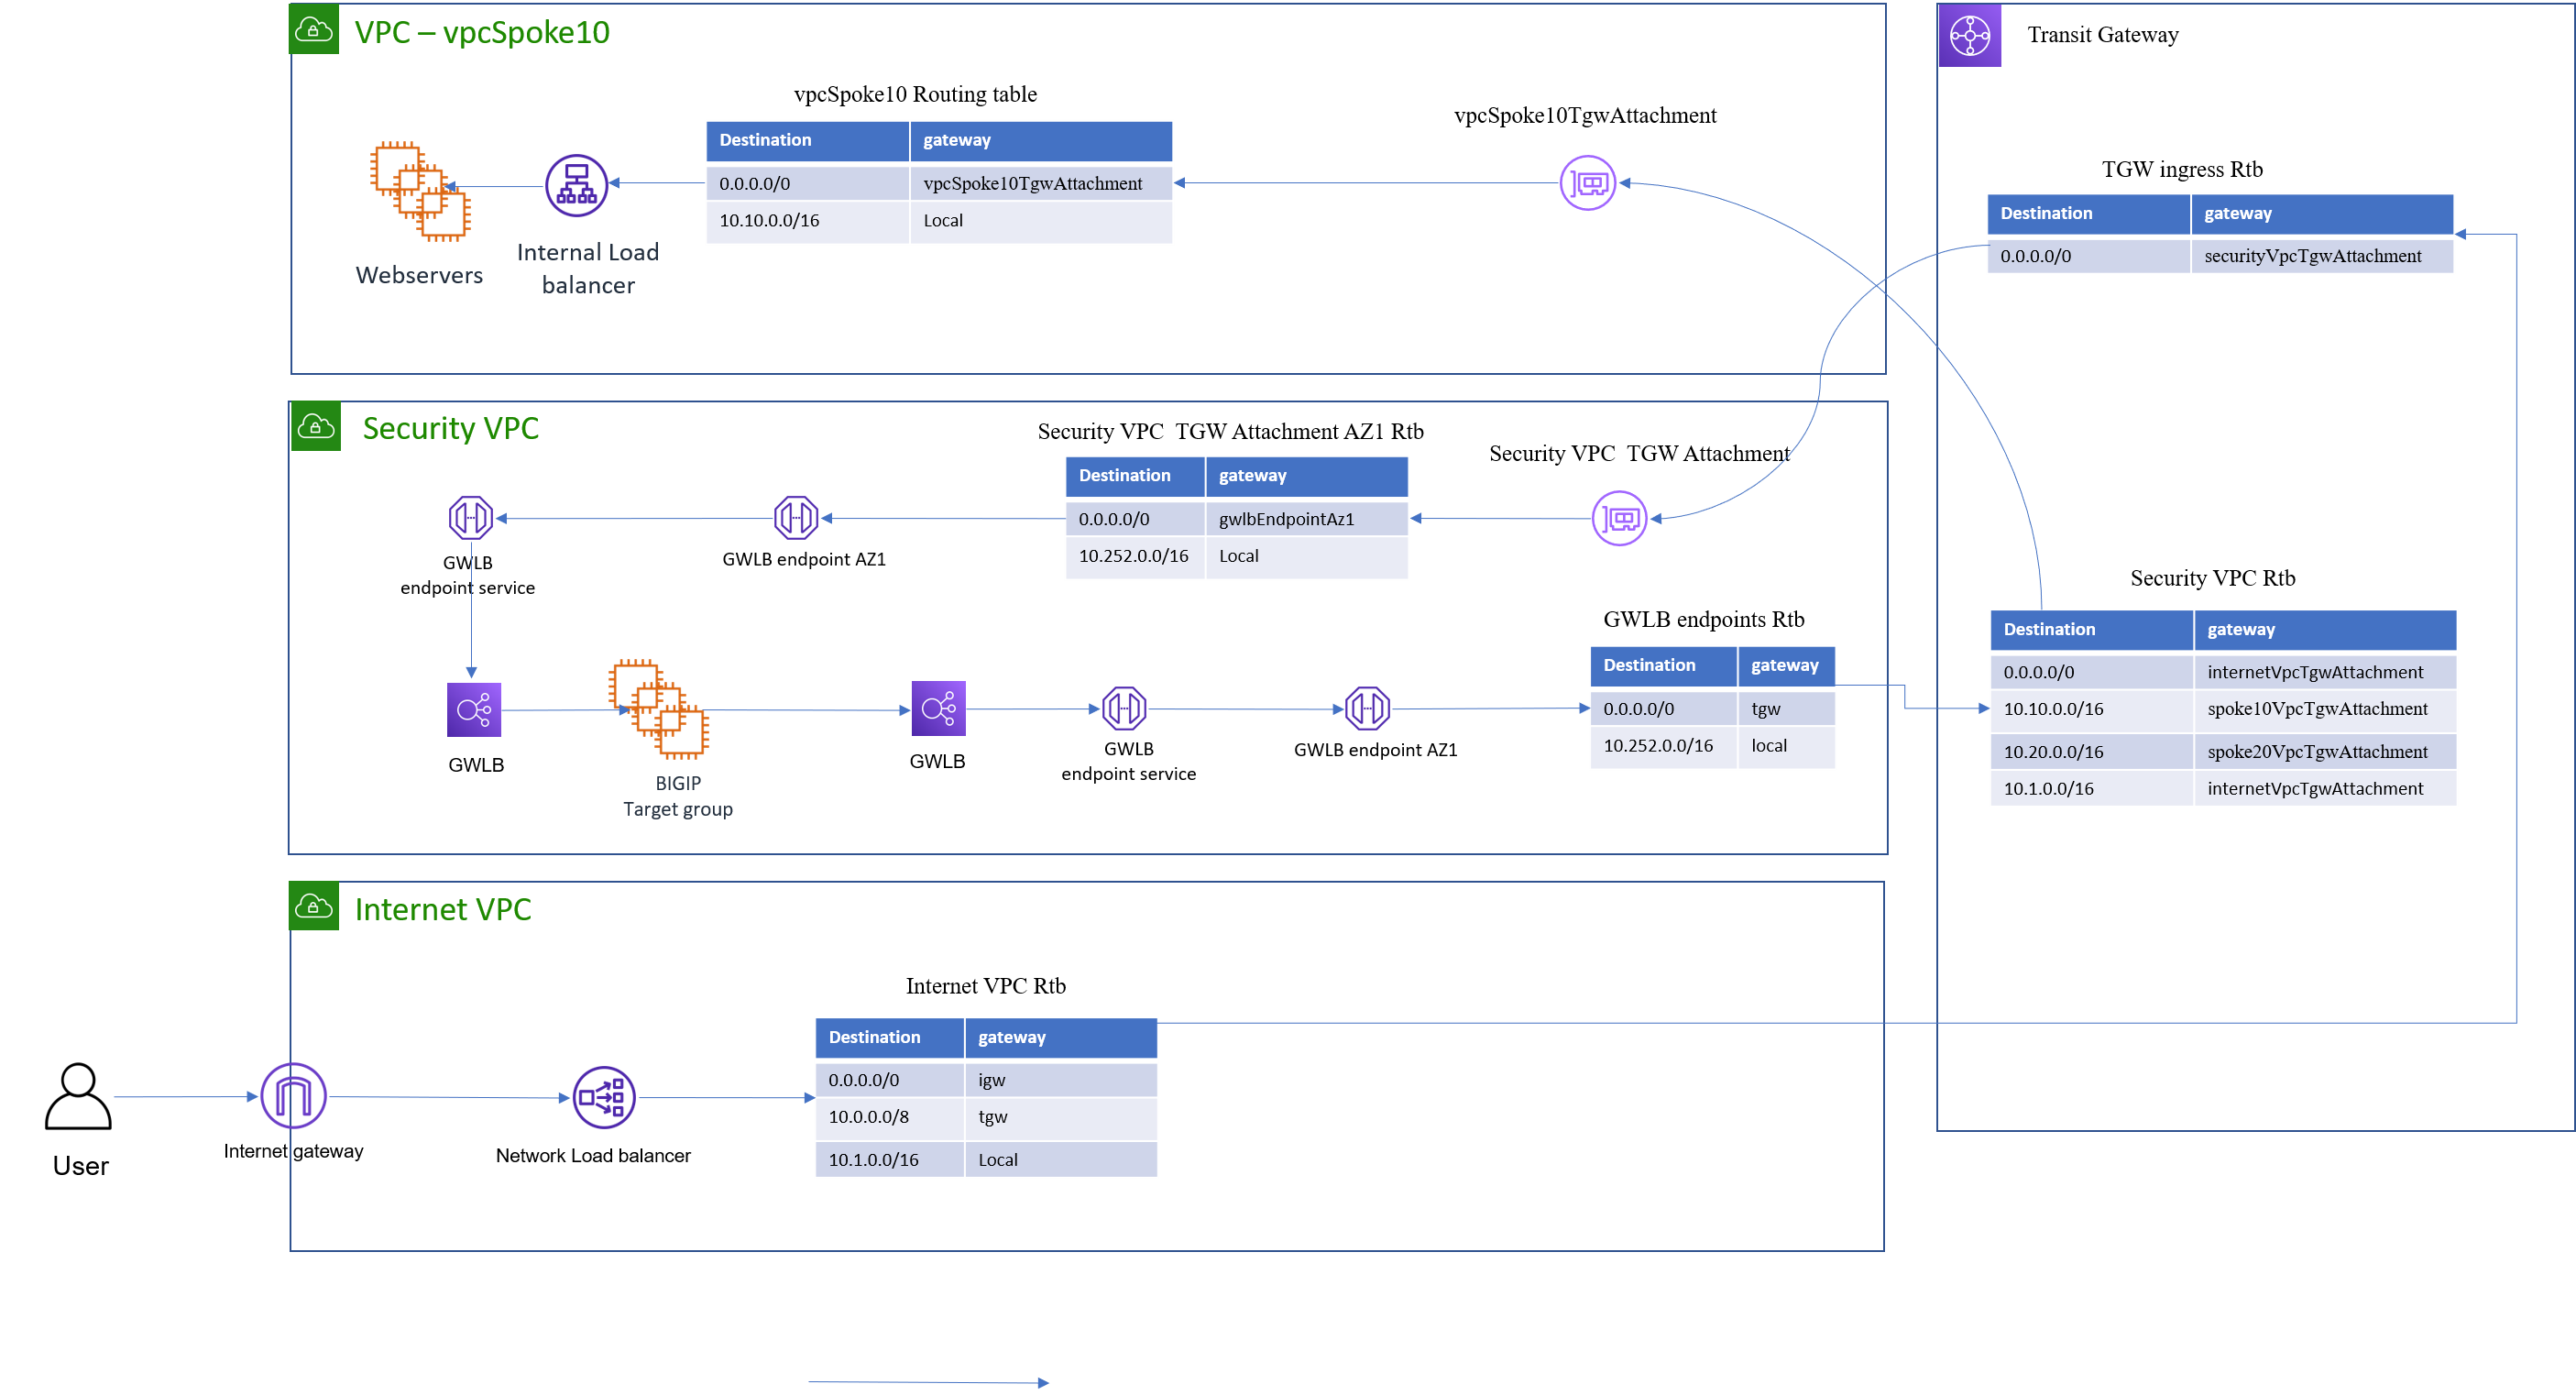 VPC – vpcSpoke10
vpcSpoke10 Routing table
Destination gateway
0.0.0.0/0 vpcSpoke10TgwAttachment
10.10.0.0/16 Local
vpcSpoke10TgwAttachment
Webservers
Internal Load
balancer
Transit Gateway
TGW ingress Rtb
Destination gateway
0.0.0.0/0 securityVpcTgwAttachment
Security VPC Rtb
Destination gateway
0.0.0.0/0 internetVpcTgwAttachment
10.10.0.0/16 spoke10VpcTgwAttachment
10.20.0.0/16 spoke20VpcTgwAttachment
10.1.0.0/16 internetVpcTgwAttachment
Security VPC
Security VPC TGW Attachment AZ1 Rtb
Destination gateway
0.0.0.0/0 gwlbEndpointAz1
10.252.0.0/16 Local
Security VPC TGW Attachment
GWLB
endpoint service
GWLB endpoint AZ1
GWLB endpoints Rtb
Destination gateway
0.0.0.0/0 tgw
10.252.0.0/16 local
GWLB
BIGIP
Target group
GWLB
GWLB
endpoint service
GWLB endpoint AZ1
Internet VPC
Internet VPC Rtb
Destination gateway
0.0.0.0/0 igw
10.0.0.0/8 tgw
10.1.0.0/16 Local
User
Internet gateway
Network Load balancer